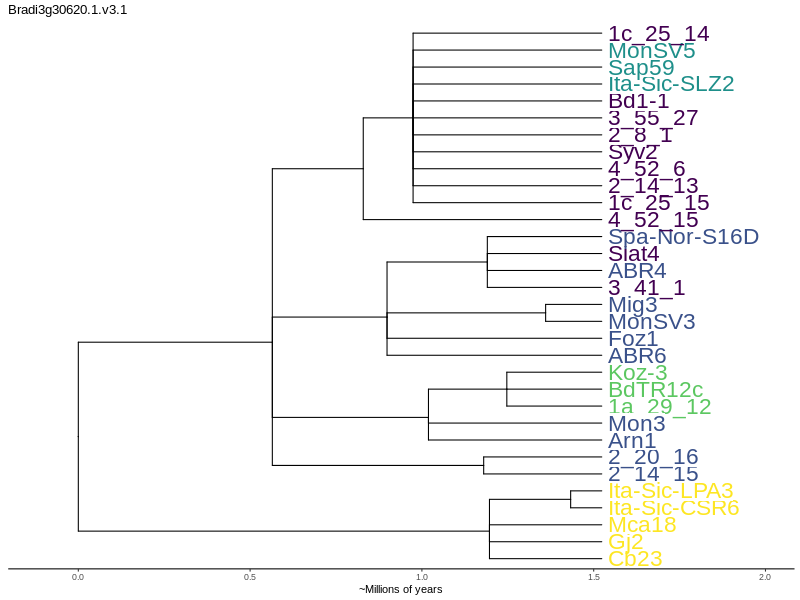 Bradi3g30620.1.v3.1
1c_25_14
MonSV5
Sap59
Ita-Sic-SLZ2
Bd1-1
3_55_27
2_8_1
Syv2
4_52_6
2_14_13
1c_25_15
4_52_15
Spa-Nor-S16D
Slat4
ABR4
3_41_1
Mig3
MonSV3
Foz1
ABR6
Koz-3
BdTR12c
1a_29_12
Mon3
Arn1
2_20_16
2_14_15
Ita-Sic-LPA3
Ita-Sic-CSR6
Mca18
Gj2
Cb23
0.0 0.5 1.0 1.5 2.0
~Millions of years